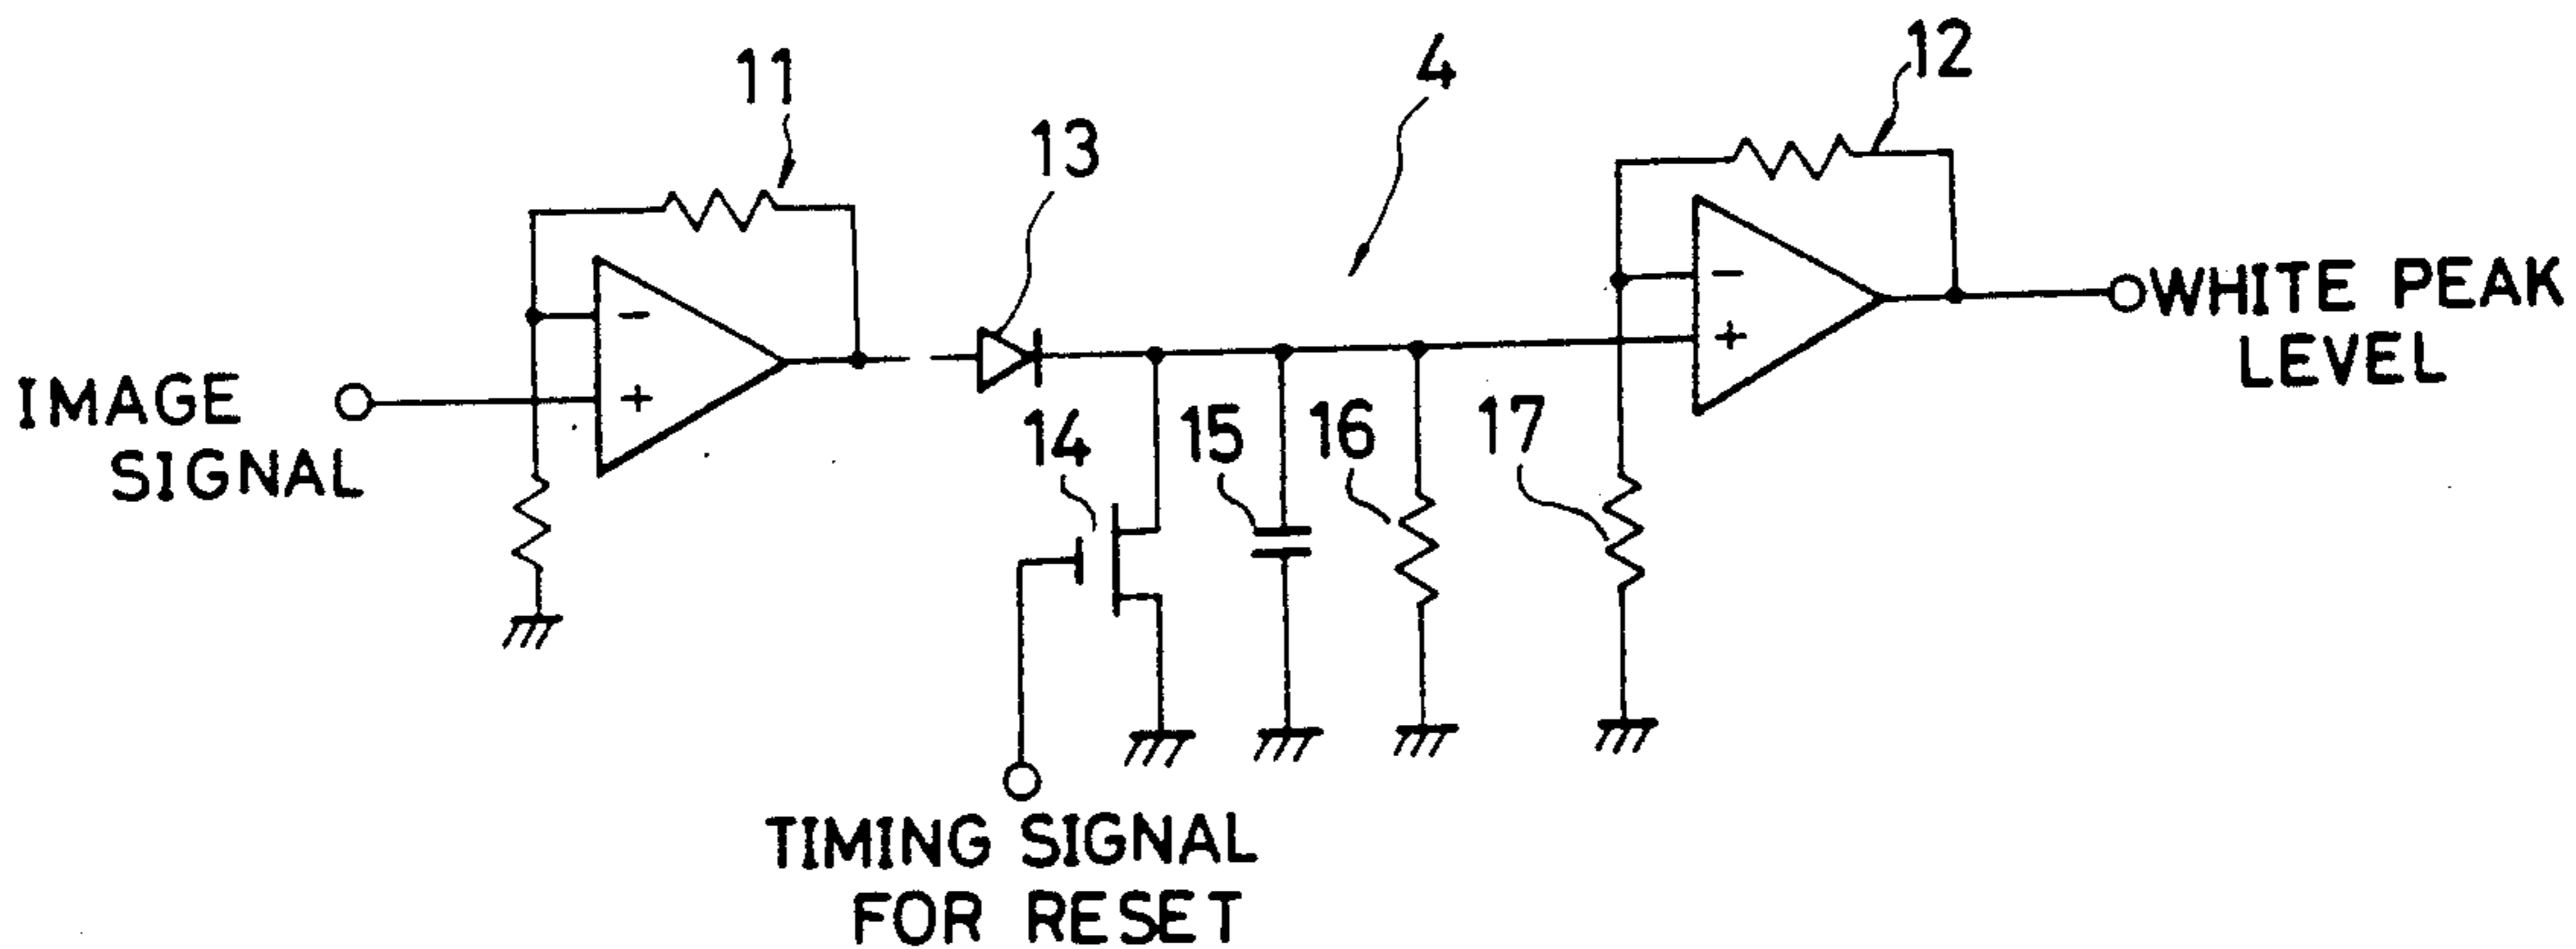 11
13
4
12
IMAGE
SIGNAL
−
+
14
15
16
17
−
+
WHITE PEAK
LEVEL
TIMING SIGNAL
FOR RESET